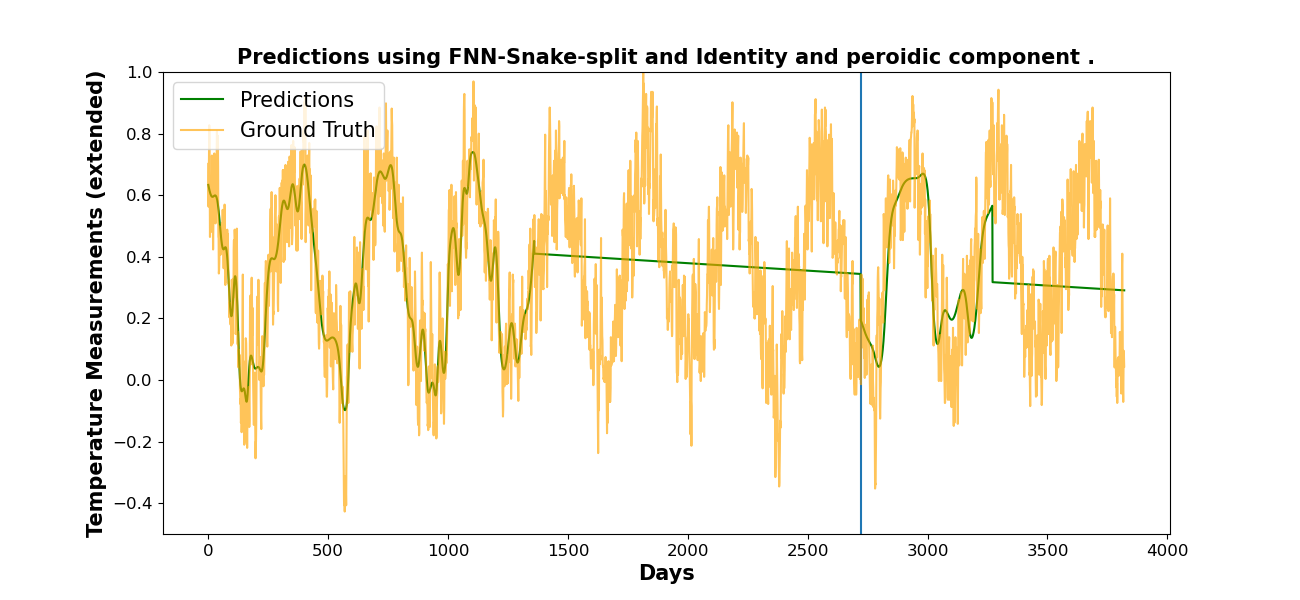 Predictions using FNN-Snake-split and Identity and peroidic component .
Temperature Measurements (extended)
1.0
0.8
0.6
0.4
0.2
0.0
−0.2
−0.4
Predictions
Ground Truth
0 500 1000 1500 2000 2500 3000 3500 4000
Days